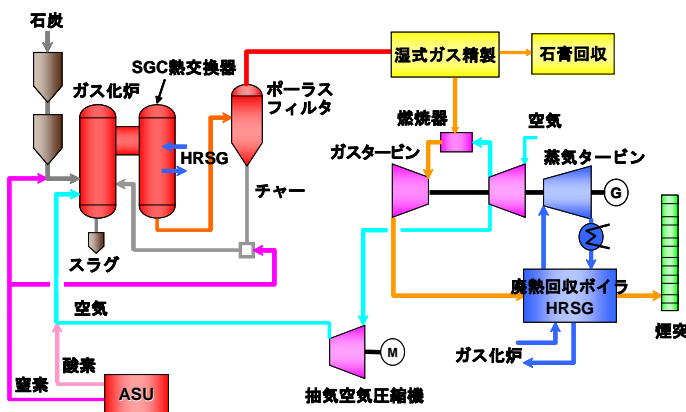 石炭
SGC熱交換器
ガス化炉
ポーラス
フィルタ
湿式ガス精製
石膏回収
燃焼器
空気
ガスタービン
蒸気タービン
HRSG
チャー
G
スラグ
廃熱回収ボイラ
HRSG
空気
煙突
M
ガス化炉
酸素
窒素
ASU
抽気空気圧縮機